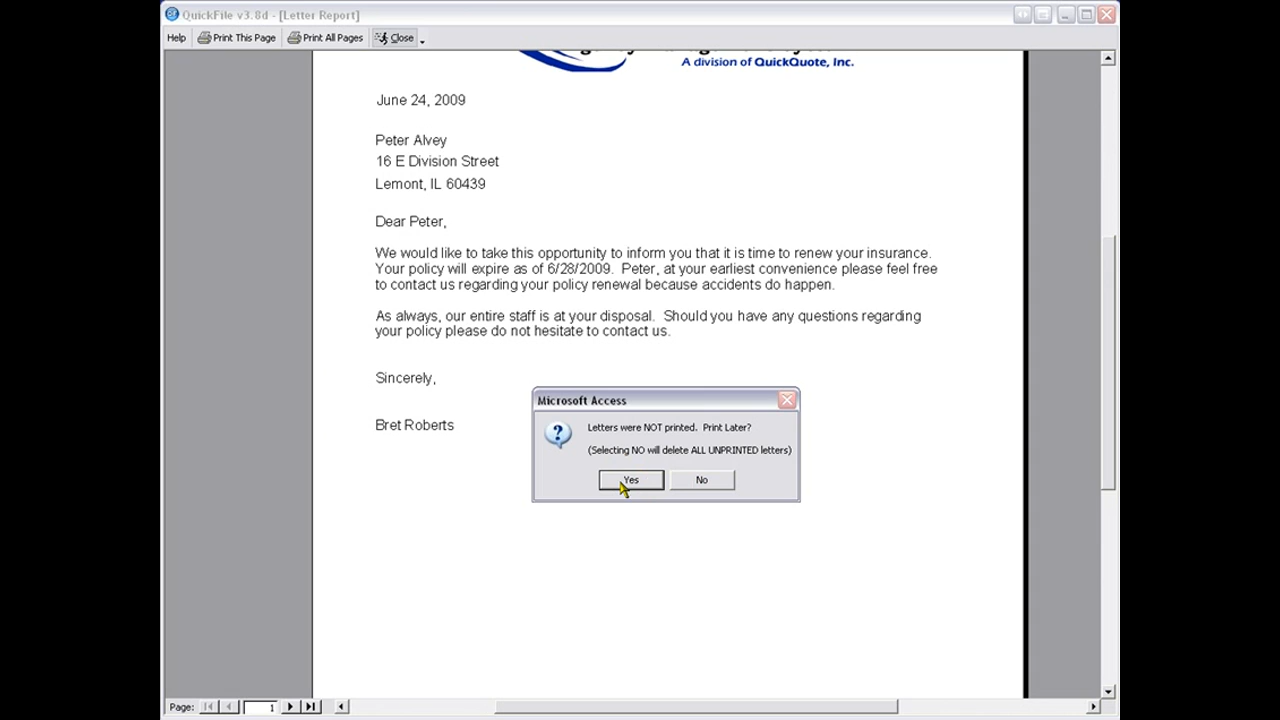 QuickFile v3.8d - [Letter Report]
Help Print This Page Print All Pages Close
A division of QuickQuote, Inc.
June 24, 2009
Peter Alvey
16 E Division Street
Lemont, IL 60439
Dear Peter,
We would like to take this opportunity to inform you that it is time to renew your insurance.
Your policy will expire as of 6/28/2009.  Peter, at your earliest convenience please feel free
to contact us regarding your policy renewal because accidents do happen.
As always, our entire staff is at your disposal.  Should you have any questions regarding
your policy please do not hesitate to contact us.
Sincerely,
Bret Roberts
Microsoft Access
Letters were NOT printed.  Print Later?
(Selecting NO will delete ALL UNPRINTED letters)
Yes No
Page: 1